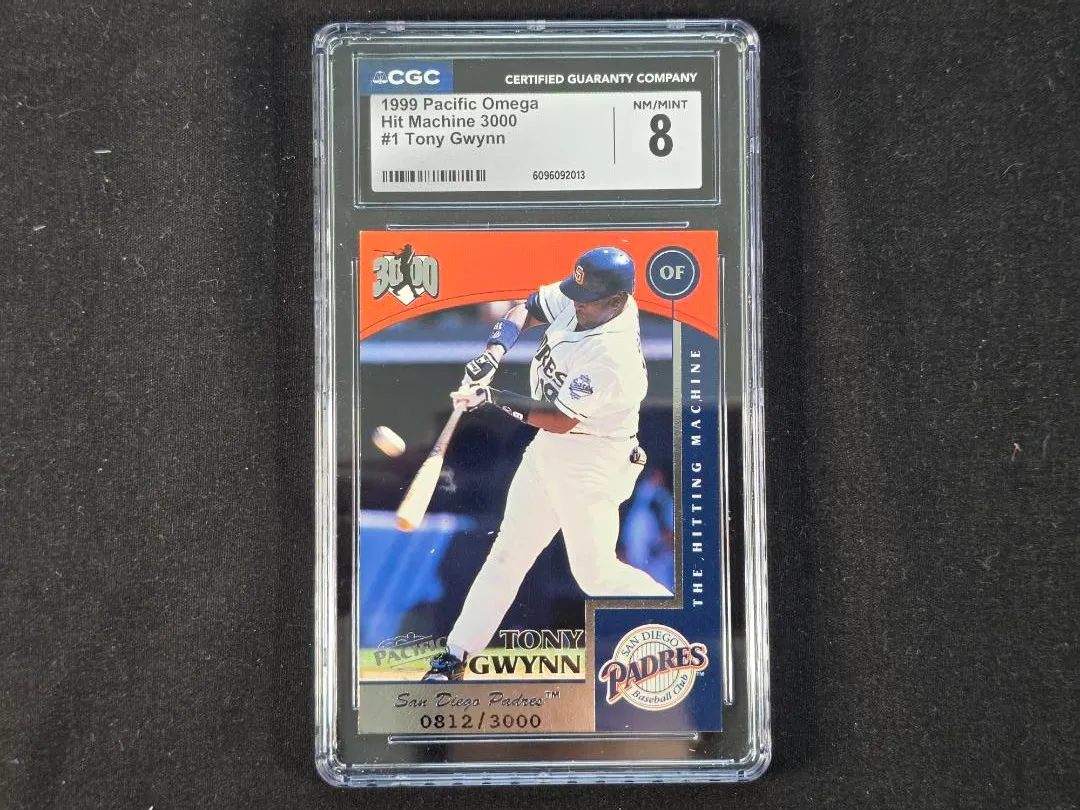 CGC
CERTIFIED GUARANTY COMPANY
1999 Pacific Omega
Hit Machine 3000
#1 Tony Gwynn
NM/MINT
8
6096092013
3000
OF
THE HITTING MACHINE
PACIFIC
TONY
GWYNN
SAN DIEGO
PADRES
Baseball Club
San Diego Padres™
0812/3000